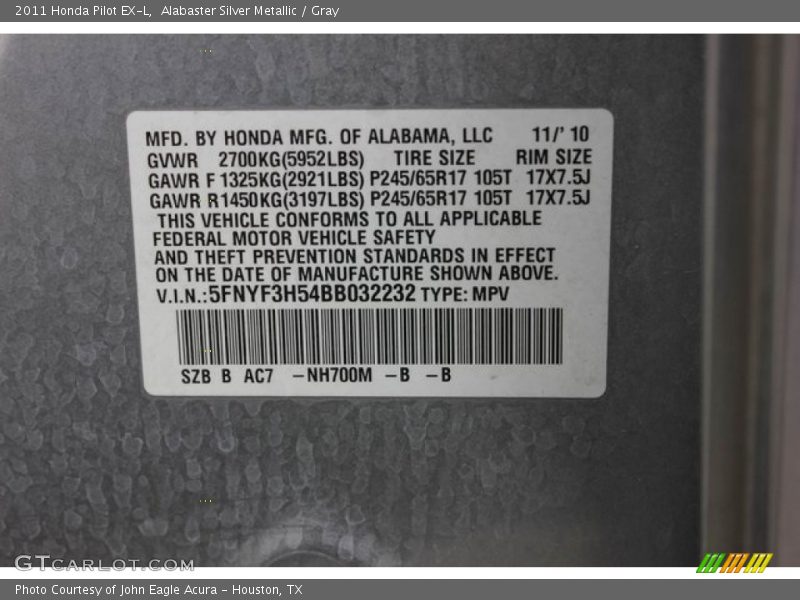 2011 Honda Pilot EX-L,  Alabaster Silver Metallic / Gray
MFD. BY HONDA MFG. OF ALABAMA, LLC 11/' 10
GVWR 2700KG(5952LBS) TIRE SIZE RIM SIZE
GAWR F 1325KG(2921LBS) P245/65R17 105T 17X7.5J
GAWR R 1450KG(3197LBS) P245/65R17 105T 17X7.5J
THIS VEHICLE CONFORMS TO ALL APPLICABLE
FEDERAL MOTOR VEHICLE SAFETY
AND THEFT PREVENTION STANDARDS IN EFFECT
ON THE DATE OF MANUFACTURE SHOWN ABOVE.
V.I.N.:5FNYF3H54BB032232 TYPE: MPV
SZB B AC7 -NH700M -B -B
GTCARLOT.COM
Photo Courtesy of John Eagle Acura - Houston, TX